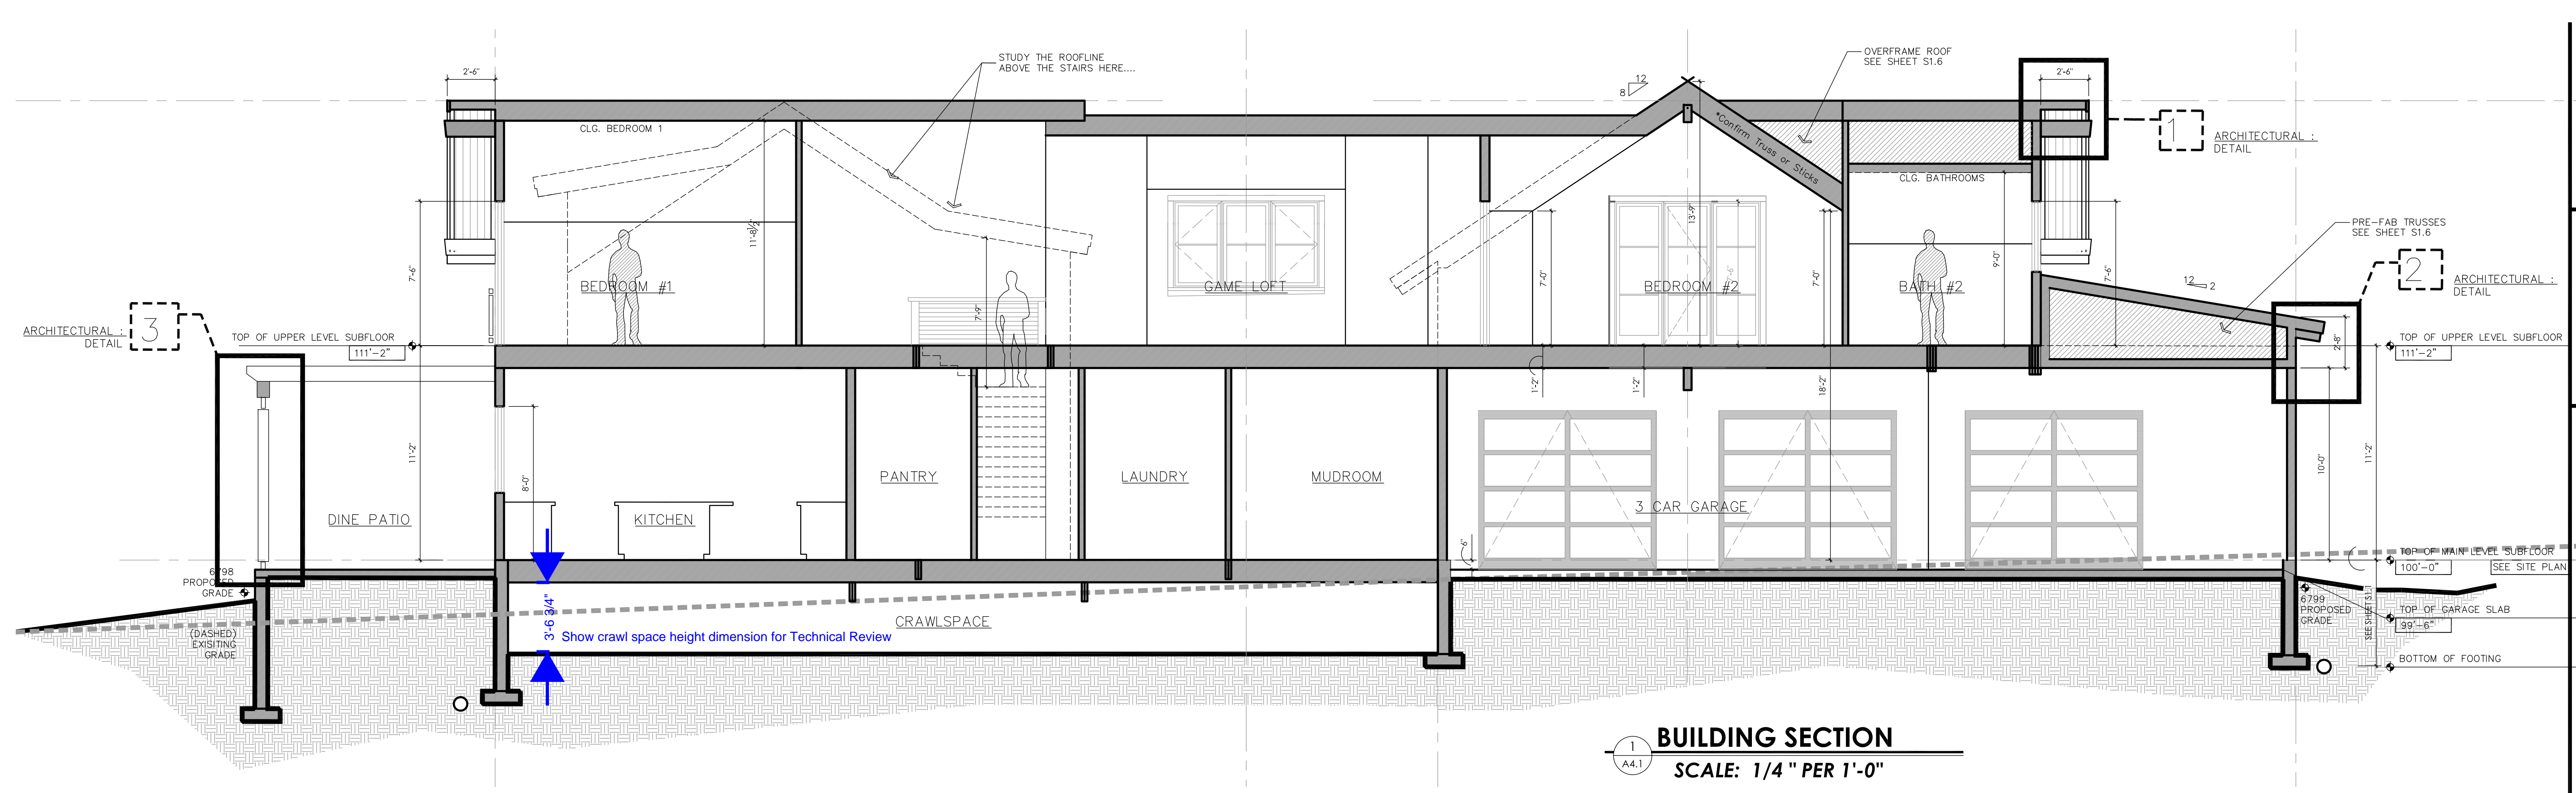 2'-6"
STUDY THE ROOFLINE
ABOVE THE STAIRS HERE....
12
8
OVERFRAME ROOF
SEE SHEET S1.6
2'-6"
1
ARCHITECTURAL :
DETAIL
CLG. BEDROOM 1
*Confirm Truss or Sticks
CLG. BATHROOMS
PRE-FAB TRUSSES
SEE SHEET S1.6
2
ARCHITECTURAL :
DETAIL
12
2
7'-6"
11'-8½"
7'-9"
7'-0"
13'-9"
7'-6"
7'-0"
9'-0"
7'-6"
BEDROOM #1
GAME LOFT
BEDROOM #2
BATH #2
3
ARCHITECTURAL :
DETAIL
TOP OF UPPER LEVEL SUBFLOOR
111'-2"
2'-8"
TOP OF UPPER LEVEL SUBFLOOR
111'-2"
1'-2"
1'-2"
18'-2"
11'-2"
8'-0"
10'-0"
11'-2"
PANTRY
LAUNDRY
MUDROOM
3 CAR GARAGE
DINE PATIO
KITCHEN
6"
TOP OF MAIN LEVEL SUBFLOOR
100'-0"
SEE SITE PLAN
6798
PROPOSED
GRADE
3'-6 3/4"
Show crawl space height dimension for Technical Review
CRAWLSPACE
(DASHED)
EXISITING
GRADE
6799
PROPOSED
GRADE
SEE SHEET S1.1
TOP OF GARAGE SLAB
99'-6"
BOTTOM OF FOOTING
1
A4.1
BUILDING SECTION
SCALE: 1/4 " PER 1'-0"